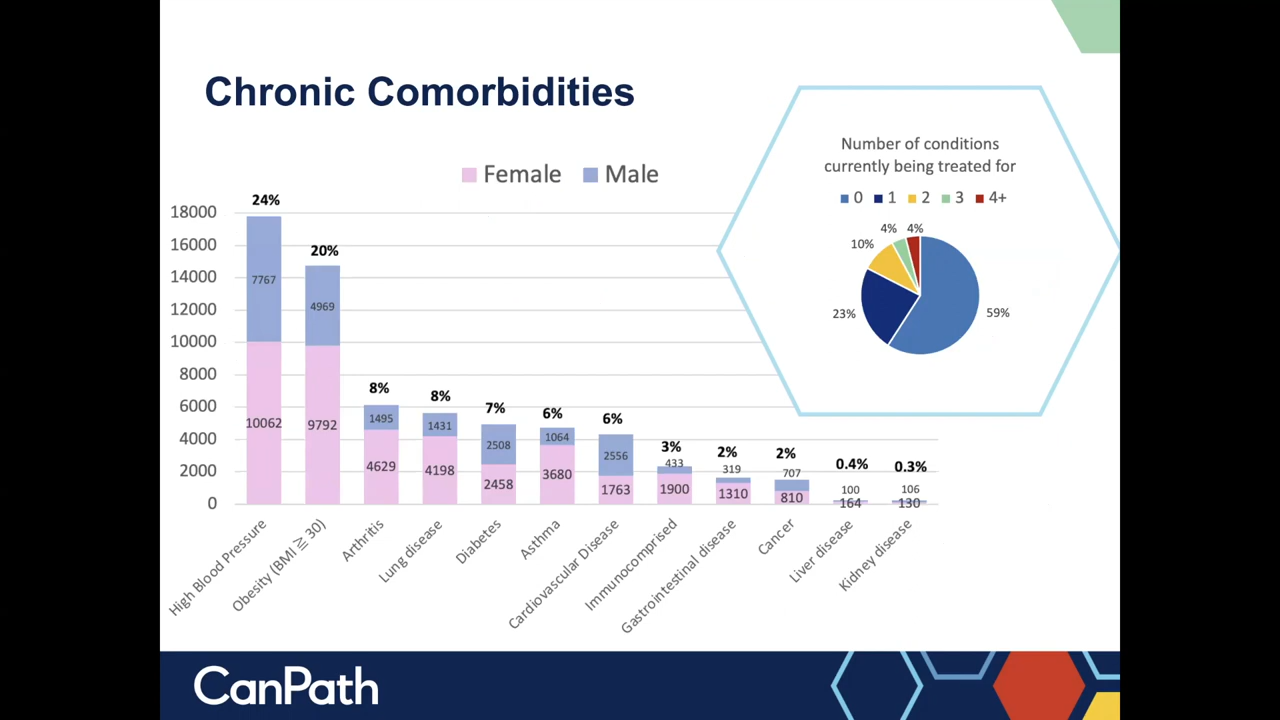 Chronic Comorbidities
Female Male
Number of conditions
currently being treated for
0 1 2 3 4+
4% 4%
10%
23%
59%
18000
16000
14000
12000
10000
8000
6000
4000
2000
0
24%
7767
10062
20%
4969
9792
8%
1495
4629
8%
1431
4198
7%
2508
2458
6%
1064
3680
6%
2556
1763
3%
433
1900
2%
319
1310
2%
707
810
0.4%
100
164
0.3%
106
130
High Blood Pressure
Obesity (BMI ≧ 30)
Arthritis
Lung disease
Diabetes
Asthma
Cardiovascular Disease
Immunocomprised
Gastrointestinal disease
Cancer
Liver disease
Kidney disease
CanPath